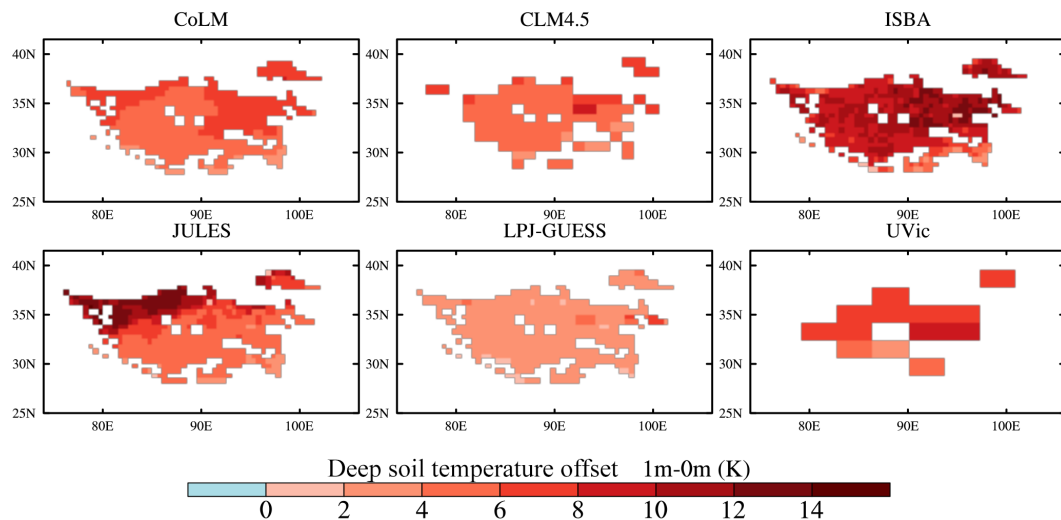 CoLM CLM4.5 ISBA
40N 40N 40N
35N 35N 35N
30N 30N 30N
25N 25N 25N
80E 90E 100E 80E 90E 100E 80E 90E 100E
JULES LPJ-GUESS UVic
40N 40N 40N
35N 35N 35N
30N 30N 30N
25N 25N 25N
80E 90E 100E 80E 90E 100E 80E 90E 100E
Deep soil temperature offset 1m-0m (K)
0 2 4 6 8 10 12 14